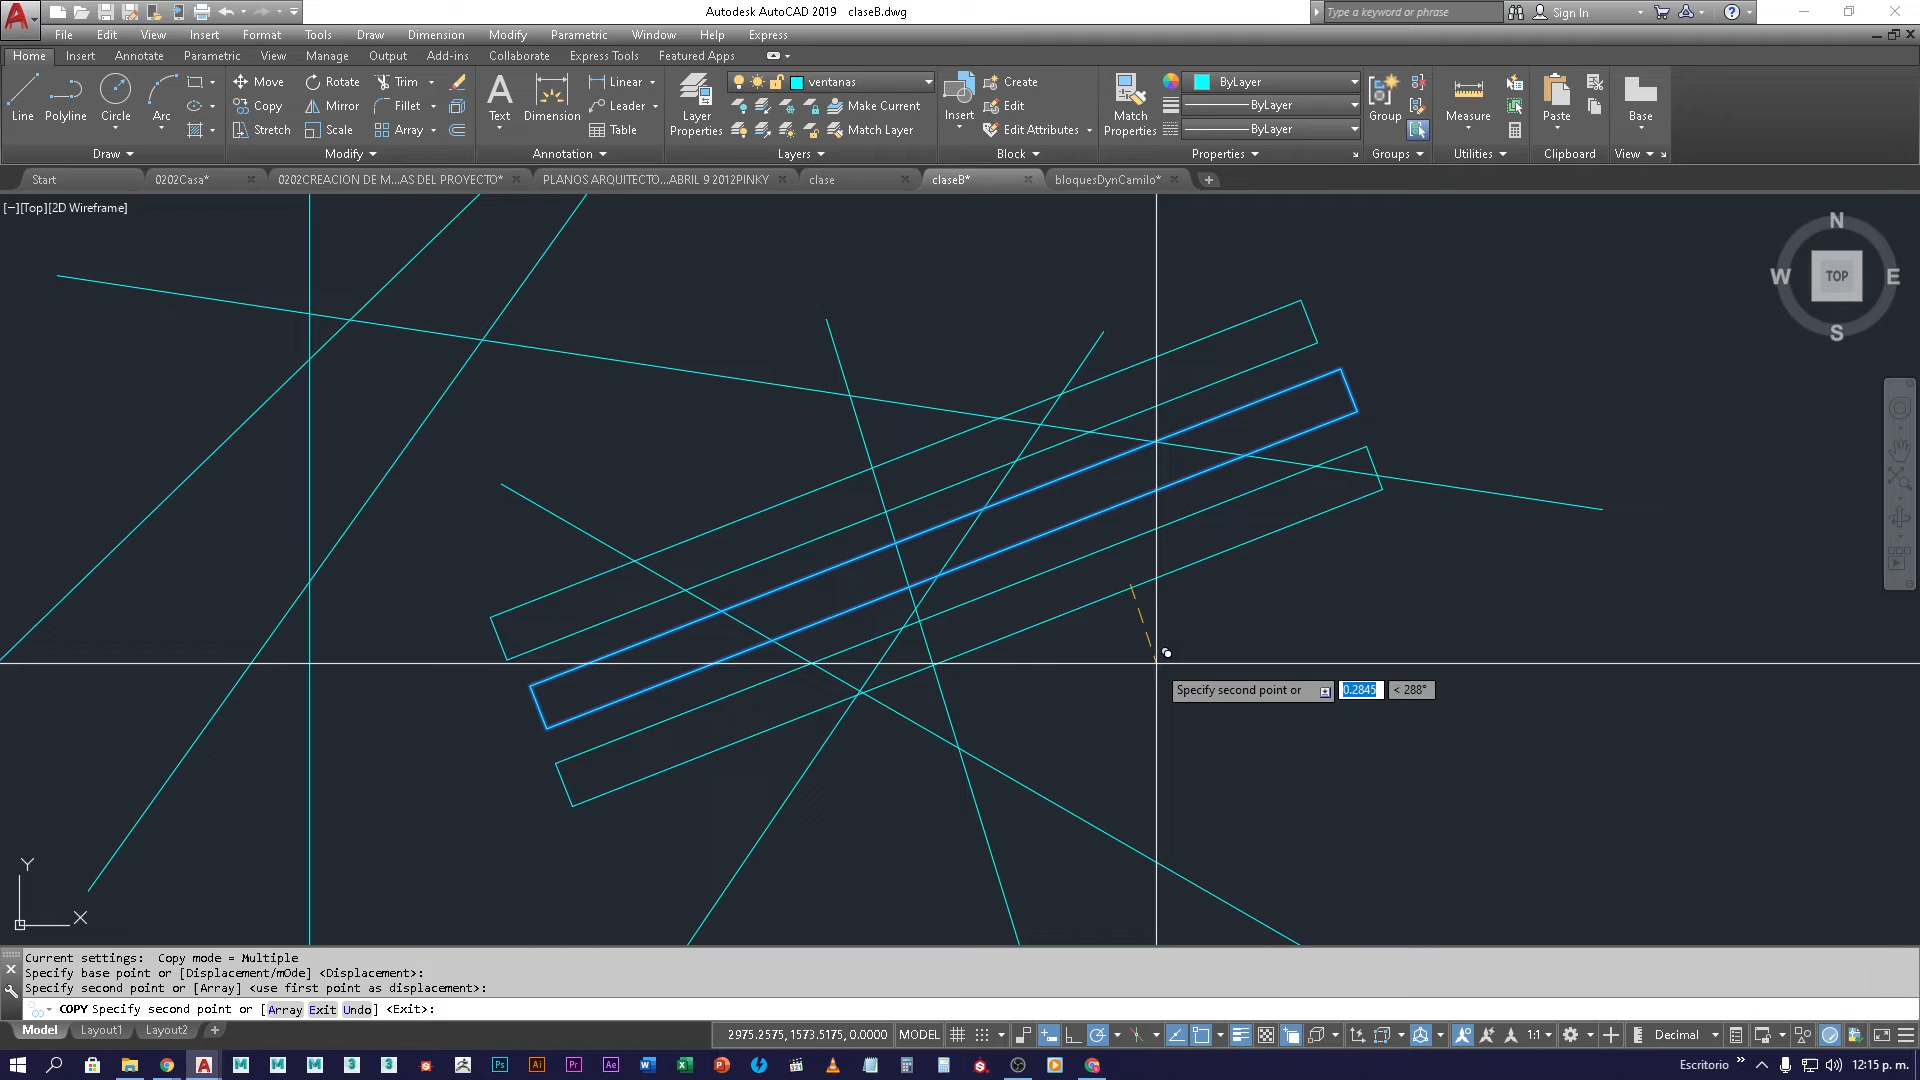 Autodesk AutoCAD 2019 claseB.dwg
Type a keyword or phrase
Sign In
File Edit View Insert Format Tools Draw Dimension Modify Parametric Window Help Express
Home Insert Annotate Parametric View Manage Output Add-ins Collaborate Express Tools Featured Apps
Line Polyline Circle Arc
Move Rotate Trim
Copy Mirror Fillet
Stretch Scale Array
Text Dimension
Linear
Leader
Table
Layer Properties
ventanas
Make Current
Match Layer
Insert
Create
Edit
Edit Attributes
Match Properties
ByLayer
ByLayer
ByLayer
Group
Measure
Paste
Base
Draw Modify Annotation Layers Block Properties Groups Utilities Clipboard View
Start 0202Casa* 0202CREACION DE M...AS DEL PROYECTO* PLANOS ARQUITECTO...ABRIL 9 2012PINKY clase claseB* bloquesDynCamilo*
[−][Top][2D Wireframe]
N
W TOP E
S
Specify second point or 0.2845 < 288°
Y
X
Current settings: Copy mode = Multiple
Specify base point or [Displacement/mOde] <Displacement>:
Specify second point or [Array] <use first point as displacement>:
COPY Specify second point or [Array Exit Undo] <Exit>:
Model Layout1 Layout2 +
2975.2575, 1573.5175, 0.0000 MODEL 1:1 Decimal
Ps Ai Pr Ae
Escritorio 12:15 p. m.